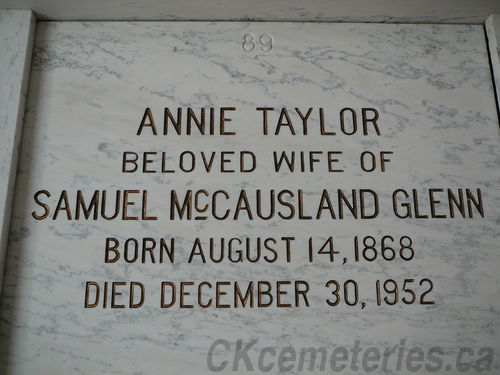 89
ANNIE TAYLOR
BELOVED WIFE OF
SAMUEL McCAUSLAND GLENN
BORN AUGUST 14, 1868
DIED DECEMBER 30, 1952
CKcemeteries.ca